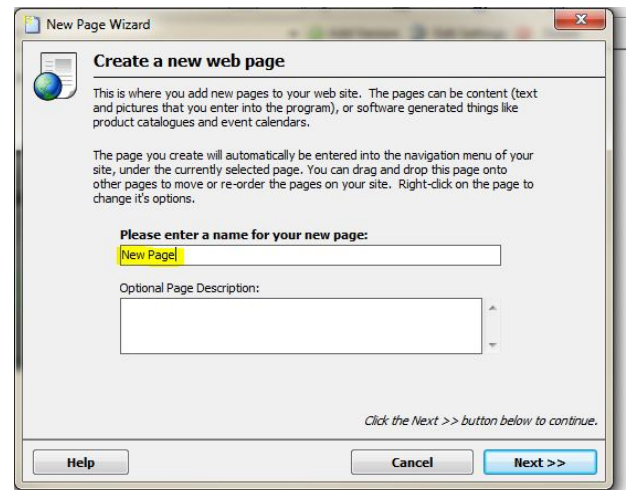 New Page Wizard
Create a new web page
This is where you add new pages to your web site. The pages can be content (text
and pictures that you enter into the program), or software generated things like
product catalogues and event calendars.
The page you create will automatically be entered into the navigation menu of your
site, under the currently selected page. You can drag and drop this page onto
other pages to move or re-order the pages on your site. Right-click on the page to
change it's options.
Please enter a name for your new page:
New Page
Optional Page Description:
Click the Next >> button below to continue.
Help
Cancel
Next >>